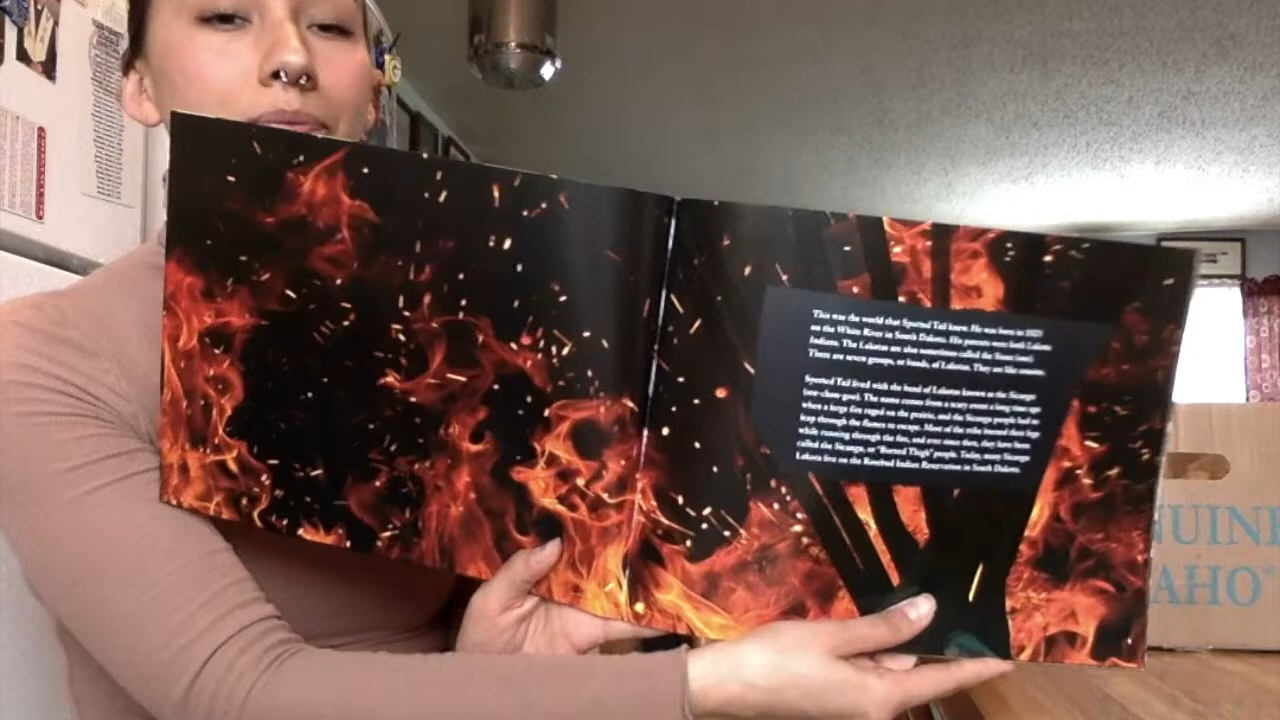 This was the world that Spotted Tail knew. He was born in 1823
on the White River in South Dakota. His parents were both Lakota
Indians. The Lakotas are also sometimes called the Sioux (soo).
There are seven groups, or bands, of Lakotas. They are like cousins.
Spotted Tail lived with the band of Lakotas known as the Sicangu
(see-chaw-goo). The name comes from a scary event a long time ago
when a large fire raged on the prairie, and the Sicangu people had to
leap through the flames to escape. Most of the tribe burned their legs
while running through the fire, and ever since then, they have been
called the Sicangu, or "Burned Thigh" people. Today, many Sicangu
Lakota live on the Rosebud Indian Reservation in South Dakota.
NUINE
AHO